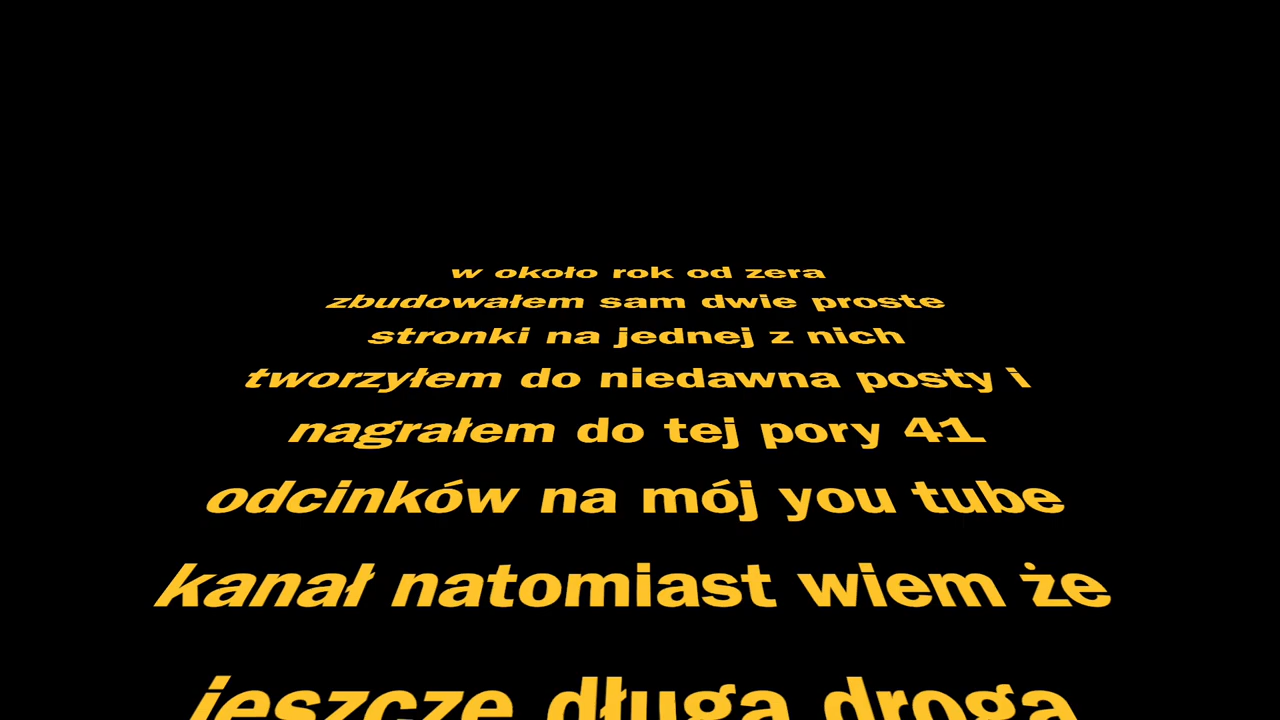 w około rok od zera
zbudowałem sam dwie proste
stronki na jednej z nich
tworzyłem do niedawna posty i
nagrałem do tej pory 41
odcinków na mój you tube
kanał natomiast wiem że
jeszcze długa droga